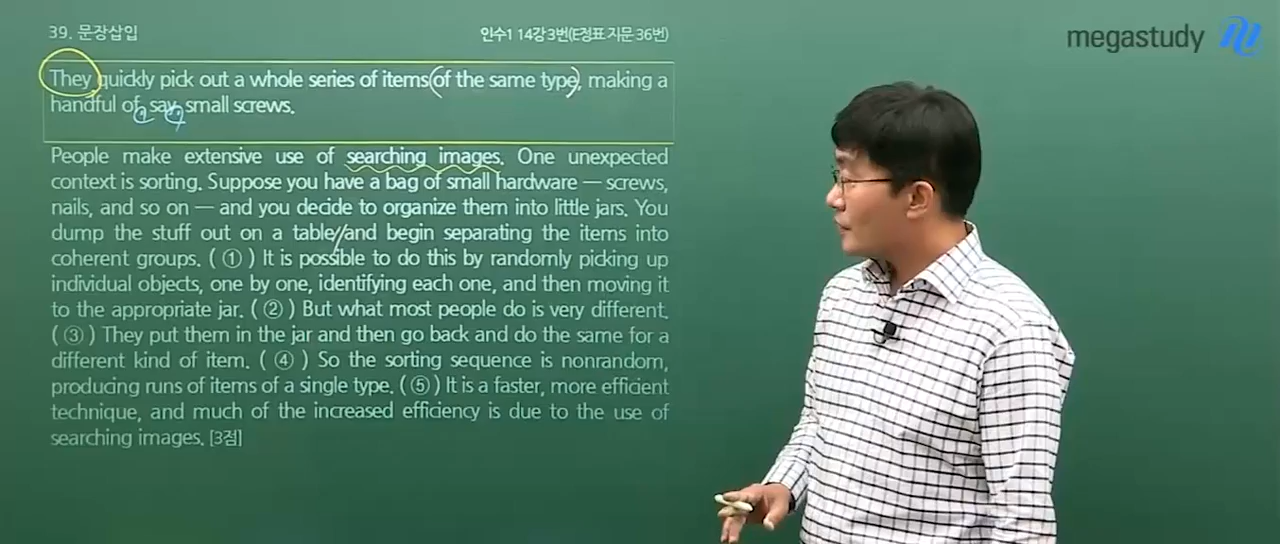 39. 문장삽입
인수1 14강 3번(E정표 지문 36번)
megastudy
They quickly pick out a whole series of items (of the same type), making a
handful of, say, small screws.
People make extensive use of searching images. One unexpected
context is sorting. Suppose you have a bag of small hardware — screws,
nails, and so on — and you decide to organize them into little jars. You
dump the stuff out on a table/and begin separating the items into
coherent groups. ( ① ) It is possible to do this by randomly picking up
individual objects, one by one, identifying each one, and then moving it
to the appropriate jar. ( ② ) But what most people do is very different.
( ③ ) They put them in the jar and then go back and do the same for a
different kind of item. ( ④ ) So the sorting sequence is nonrandom,
producing runs of items of a single type. ( ⑤ ) It is a faster, more efficient
technique, and much of the increased efficiency is due to the use of
searching images. [3점]